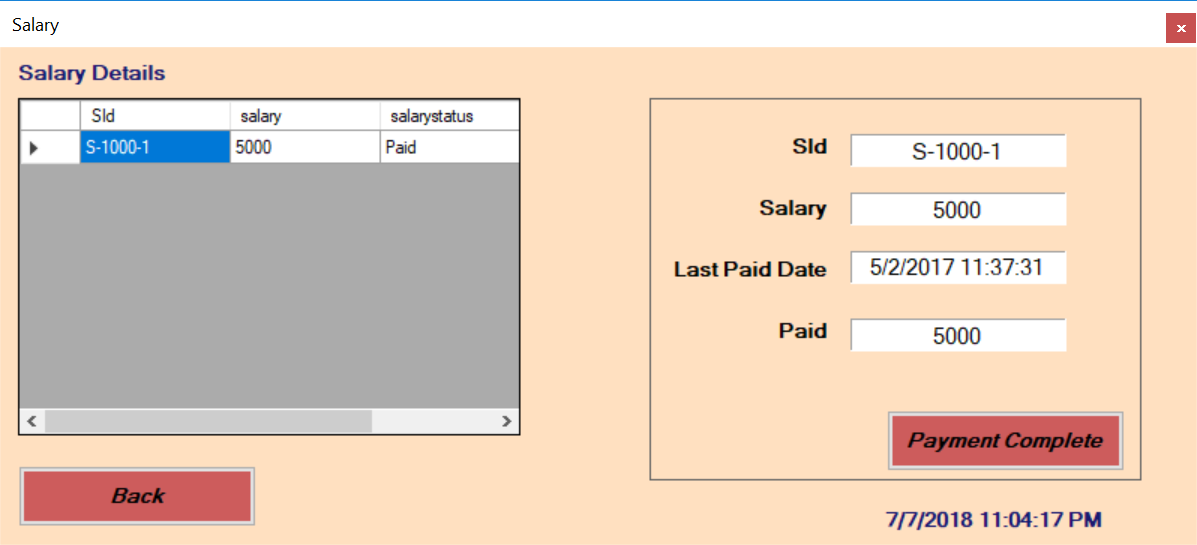 Salary
Salary Details
SId salary salarystatus
S-1000-1 5000 Paid
SId S-1000-1
Salary 5000
Last Paid Date 5/2/2017 11:37:31
Paid 5000
Payment Complete
Back
7/7/2018 11:04:17 PM